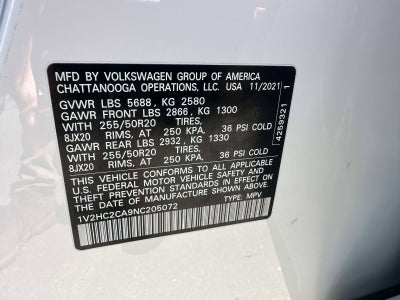 MFD BY VOLKSWAGEN GROUP OF AMERICA
CHATTANOOGA OPERATIONS, LLC. USA 11/2021
GVWR LBS 5688, KG 2580
GAWR FRONT LBS 2866, KG 1300
WITH 255/50R20 TIRES,
8JX20 RIMS, AT 250 KPA, 36 PSI COLD
GAWR REAR LBS 2932, KG 1330
WITH 255/50R20 TIRES,
8JX20 RIMS, AT 250 KPA, 36 PSI COLD
THIS VEHICLE CONFORMS TO ALL APPLICABLE
U.S. FEDERAL MOTOR VEHICLE SAFETY AND
THEFT PREVENTION STANDARDS IN EFFECT ON THE
DATE OF MANUFACTURE SHOWN ABOVE.
1V2HC2CA9NC205072 TYPE: MPV
4259321 1